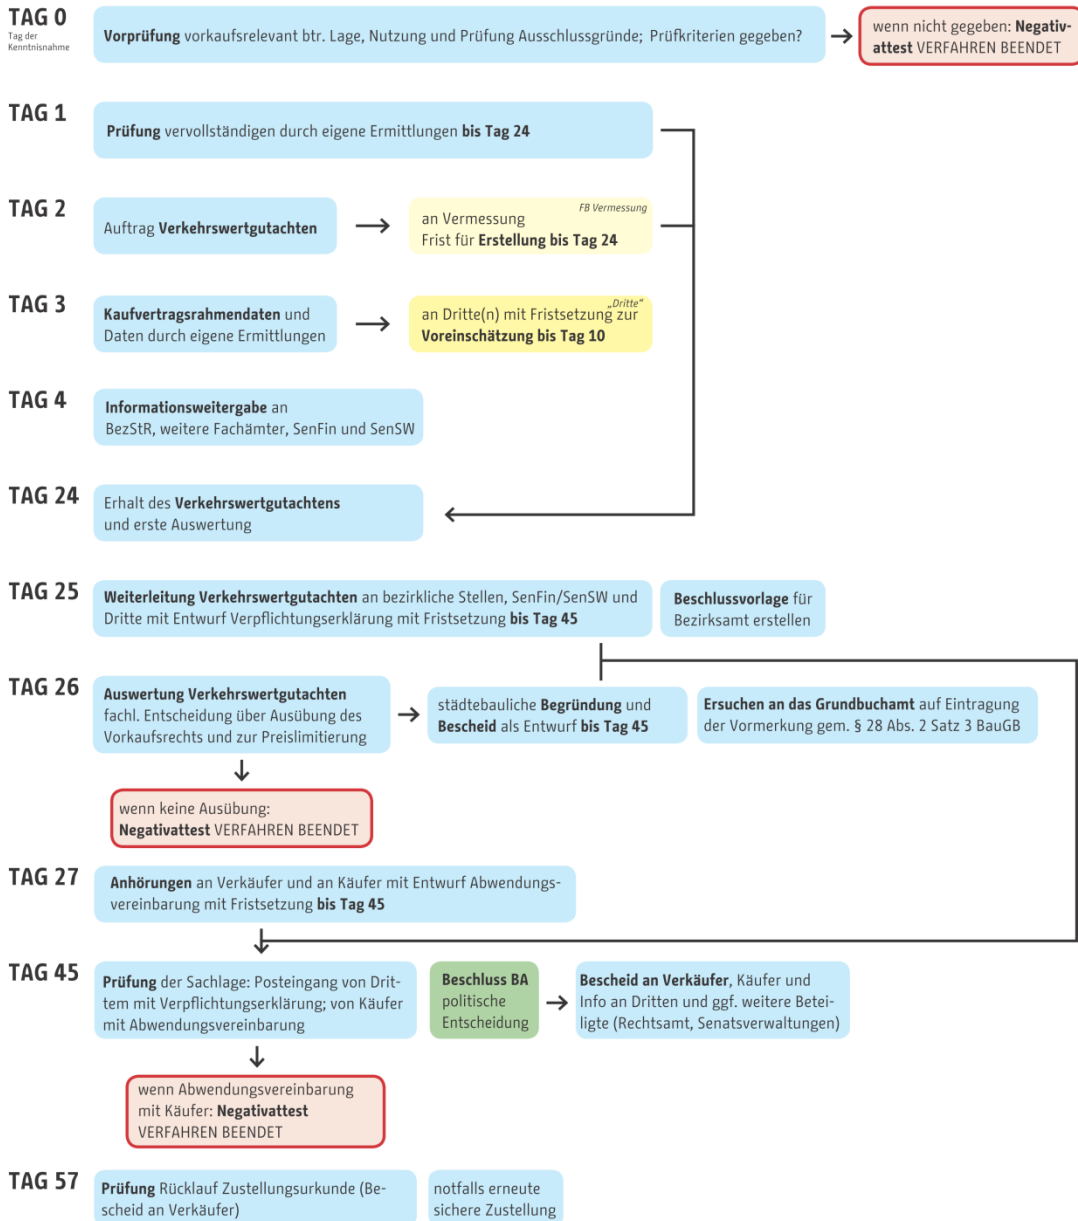 TAG 0
Tag der
Kenntnisnahme
Vorprüfung vorkaufsrelevant btr. Lage, Nutzung und Prüfung Ausschlussgründe; Prüfkriterien gegeben?
wenn nicht gegeben: Negativ-
attest VERFAHREN BEENDET
TAG 1
Prüfung vervollständigen durch eigene Ermittlungen bis Tag 24
TAG 2
Auftrag Verkehrswertgutachten
FB Vermessung
an Vermessung
Frist für Erstellung bis Tag 24
TAG 3
Kaufvertragsrahmendaten und
Daten durch eigene Ermittlungen
„Dritte“
an Dritte(n) mit Fristsetzung zur
Voreinschätzung bis Tag 10
TAG 4
Informationsweitergabe an
BezStR, weitere Fachämter, SenFin und SenSW
TAG 24
Erhalt des Verkehrswertgutachtens
und erste Auswertung
TAG 25
Weiterleitung Verkehrswertgutachten an bezirkliche Stellen, SenFin/SenSW und
Dritte mit Entwurf Verpflichtungserklärung mit Fristsetzung bis Tag 45
Beschlussvorlage für
Bezirksamt erstellen
TAG 26
Auswertung Verkehrswertgutachten
fachl. Entscheidung über Ausübung des
Vorkaufsrechts und zur Preislimitierung
städtebauliche Begründung und
Bescheid als Entwurf bis Tag 45
Ersuchen an das Grundbuchamt auf Eintragung
der Vormerkung gem. § 28 Abs. 2 Satz 3 BauGB
wenn keine Ausübung:
Negativattest VERFAHREN BEENDET
TAG 27
Anhörungen an Verkäufer und an Käufer mit Entwurf Abwendungs-
vereinbarung mit Fristsetzung bis Tag 45
TAG 45
Prüfung der Sachlage: Posteingang von Drit-
tem mit Verpflichtungserklärung; von Käufer
mit Abwendungsvereinbarung
Beschluss BA
politische
Entscheidung
Bescheid an Verkäufer, Käufer und
Info an Dritten und ggf. weitere Betei-
ligte (Rechtsamt, Senatsverwaltungen)
wenn Abwendungsvereinbarung
mit Käufer: Negativattest
VERFAHREN BEENDET
TAG 57
Prüfung Rücklauf Zustellungsurkunde (Be-
scheid an Verkäufer)
notfalls erneute
sichere Zustellung